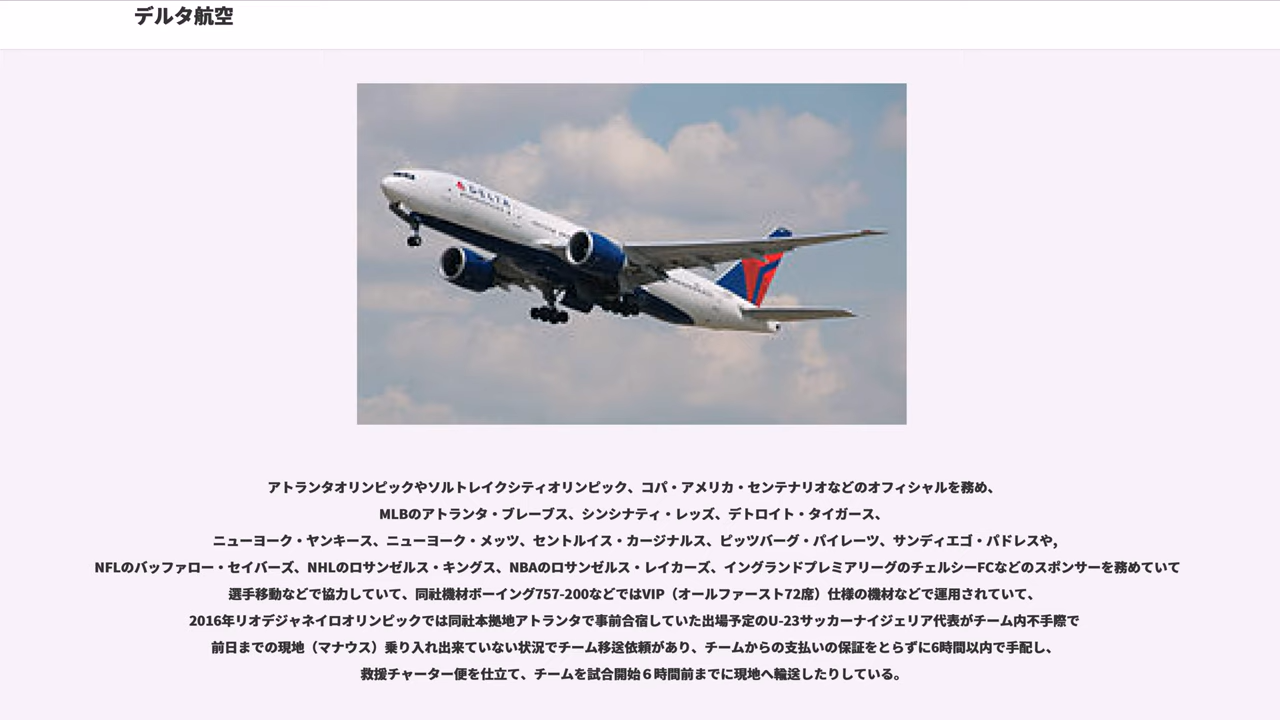 デルタ航空
DELTA
アトランタオリンピックやソルトレイクシティオリンピック、コパ・アメリカ・センテナリオなどのオフィシャルを務め、
MLBのアトランタ・ブレーブス、シンシナティ・レッズ、デトロイト・タイガース、
ニューヨーク・ヤンキース、ニューヨーク・メッツ、セントルイス・カージナルス、ピッツバーグ・パイレーツ、サンディエゴ・パドレスや,
NFLのバッファロー・セイバーズ、NHLのロサンゼルス・キングス、NBAのロサンゼルス・レイカーズ、イングランドプレミアリーグのチェルシーFCなどのスポンサーを務めていて
選手移動などで協力していて、同社機材ボーイング757-200などではVIP（オールファースト72席）仕様の機材などで運用されていて、
2016年リオデジャネイロオリンピックでは同社本拠地アトランタで事前合宿していた出場予定のU-23サッカーナイジェリア代表がチーム内不手際で
前日までの現地（マナウス）乗り入れ出来ていない状況でチーム移送依頼があり、チームからの支払いの保証をとらずに6時間以内で手配し、
救援チャーター便を仕立て、チームを試合開始６時間前までに現地へ輸送したりしている。